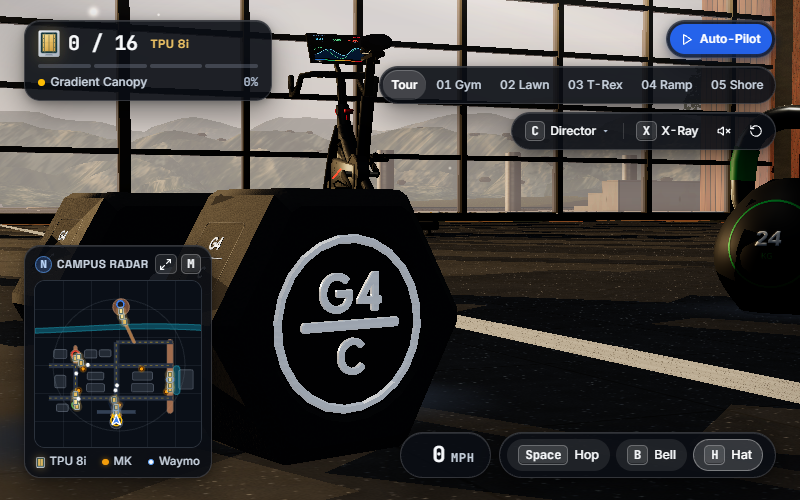 0 / 16 TPU 8i
Gradient Canopy 0%
Auto-Pilot
Tour 01 Gym 02 Lawn 03 T-Rex 04 Ramp 05 Shore
C Director X X-Ray
G4
G4
G4
C
24
N CAMPUS RADAR M
TPU 8i MK Waymo
0 MPH
Space Hop B Bell H Hat